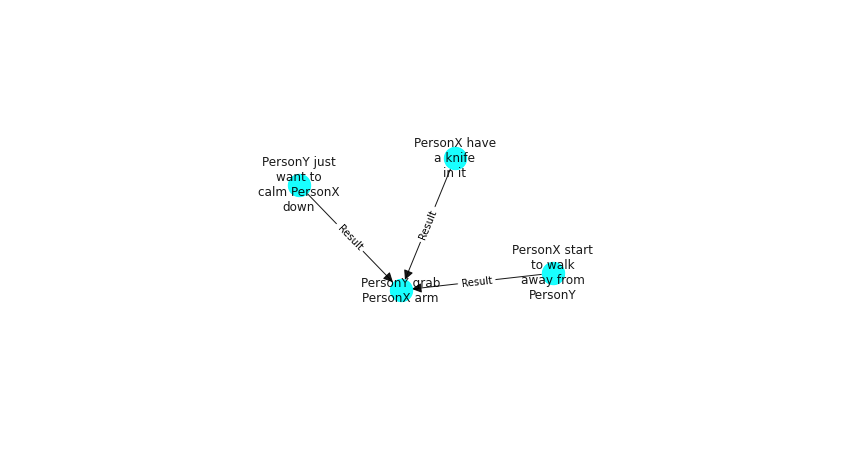 PersonX have
a knife
in it
PersonY just
want to
calm PersonX
down
Result
Result
PersonX start
to walk
away from
PersonY
Result
PersonY grab
PersonX arm